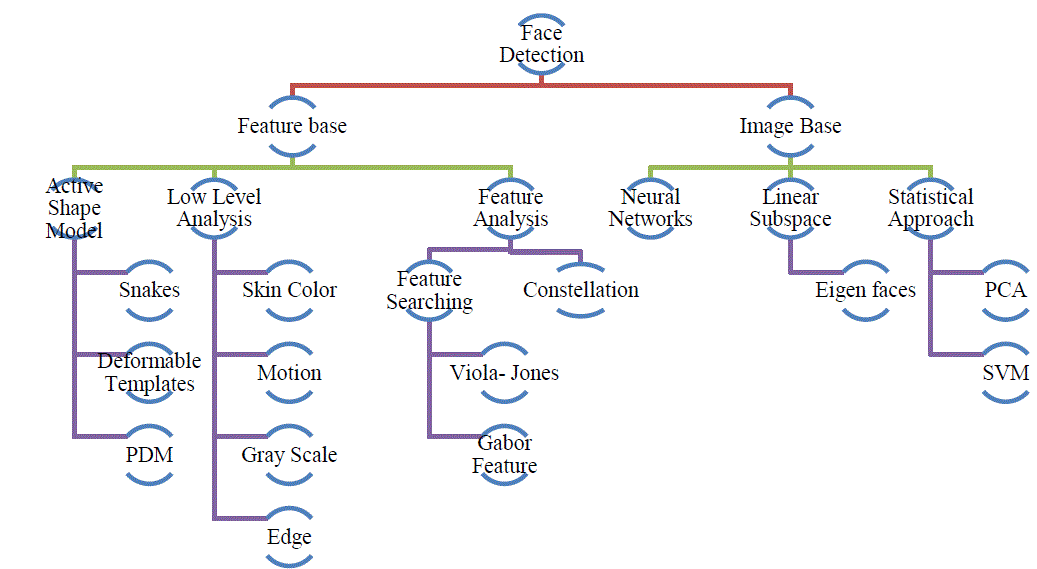 Face
Detection
Feature base
Image Base
Active
Shape
Model
Low Level
Analysis
Feature
Analysis
Neural
Networks
Linear
Subspace
Statistical
Approach
Snakes
Deformable
Templates
PDM
Skin Color
Motion
Gray Scale
Edge
Feature
Searching
Constellation
Viola- Jones
Gabor
Feature
Eigen faces
PCA
SVM